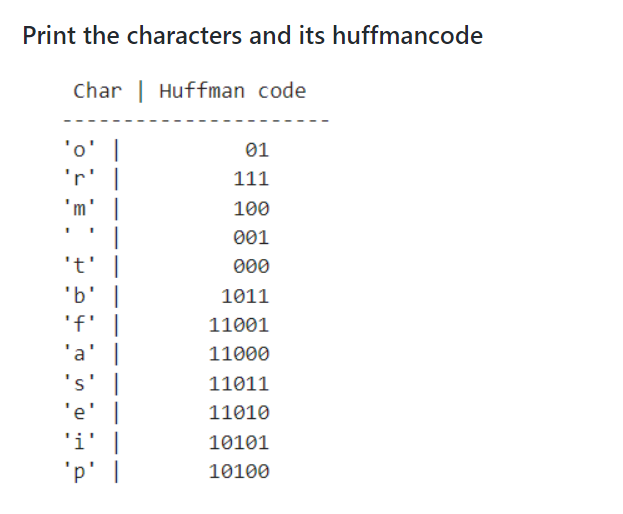 Print the characters and its huffmancode
Char | Huffman code
----------------------
'o' | 01
'r' | 111
'm' | 100
' ' | 001
't' | 000
'b' | 1011
'f' | 11001
'a' | 11000
's' | 11011
'e' | 11010
'i' | 10101
'p' | 10100